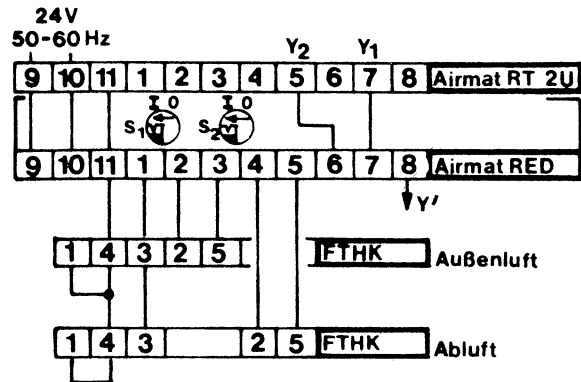 24V
50-60 Hz
Y2 Y1
9 10 11 1 2 3 4 5 6 7 8 Airmat RT 2U
I 0 I 0
S1 S2
9 10 11 1 2 3 4 5 6 7 8 Airmat RED
Y'
1 4 3 2 5 FTHK Außenluft
1 4 3 2 5 FTHK Abluft